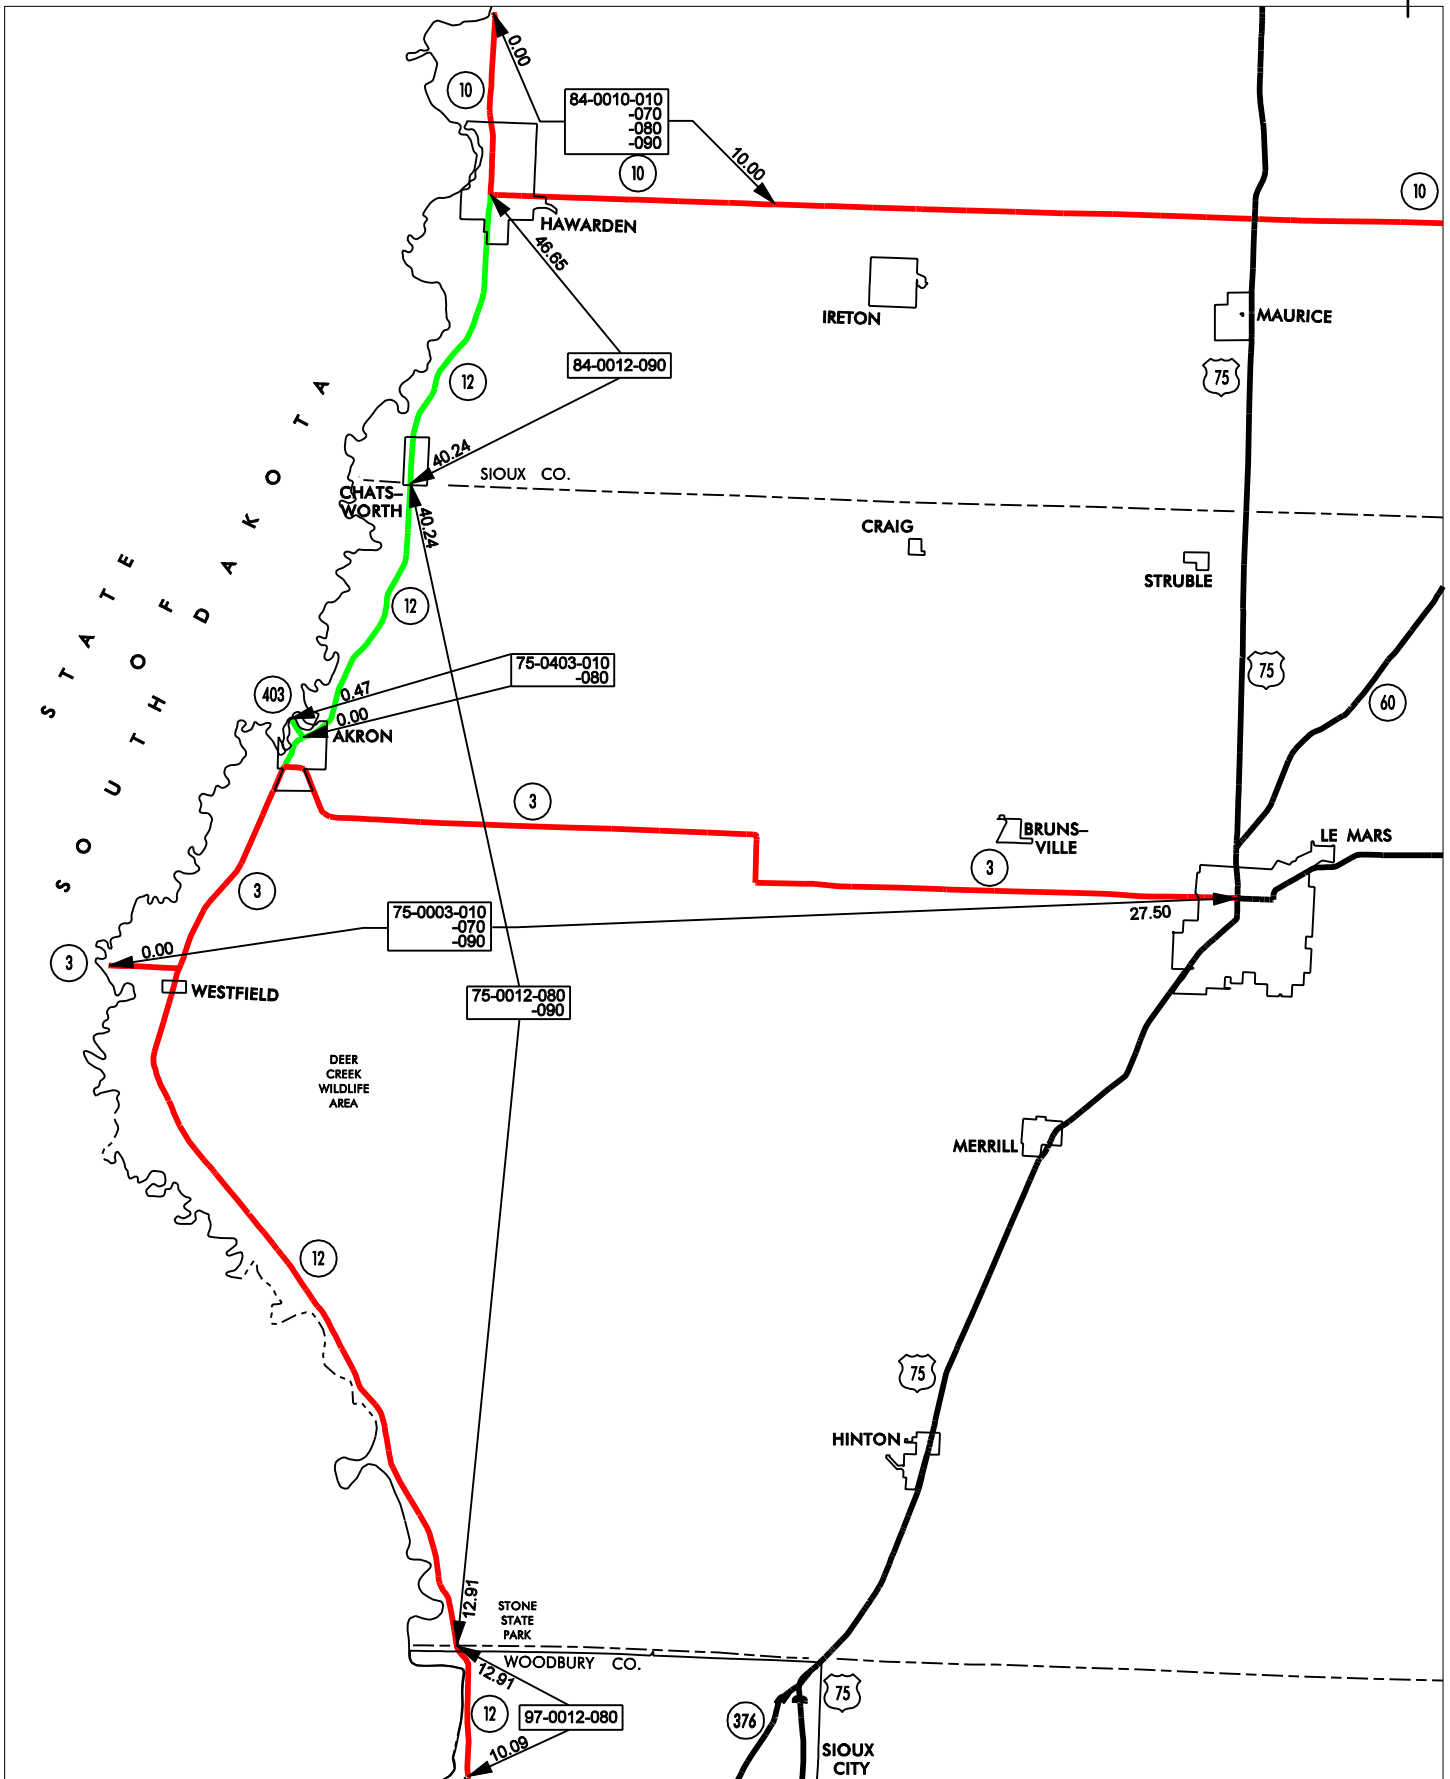 0.00
10
84-0010-010
-070
-080
-090
10.00
10
10
HAWARDEN
46.65
IRETON
MAURICE
84-0012-090
75
12
40.24
SIOUX CO.
CHATS-
WORTH
40.24
CRAIG
STRUBLE
12
STATE OF
SOUTH DAKOTA
75-0403-010
-080
75
403
0.47
0.00
60
AKRON
3
BRUNS-
VILLE
LE MARS
3
3
75-0003-010
-070
-090
27.50
0.00
3
WESTFIELD
75-0012-080
-090
DEER
CREEK
WILDLIFE
AREA
MERRILL
12
75
HINTON
12.91
STONE
STATE
PARK
WOODBURY CO.
12.91
75
12
97-0012-080
376
10.09
SIOUX
CITY